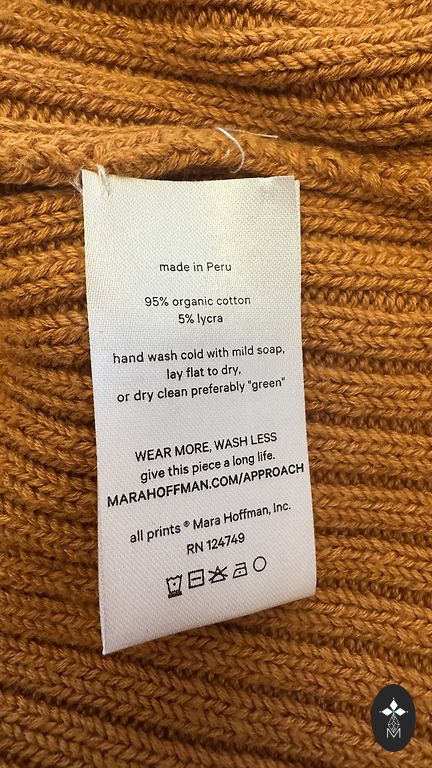 made in Peru
95% organic cotton
5% lycra
hand wash cold with mild soap,
lay flat to dry,
or dry clean preferably "green"
WEAR MORE, WASH LESS
give this piece a long life.
MARAHOFFMAN.COM/APPROACH
all prints ® Mara Hoffman, Inc.
RN 124749